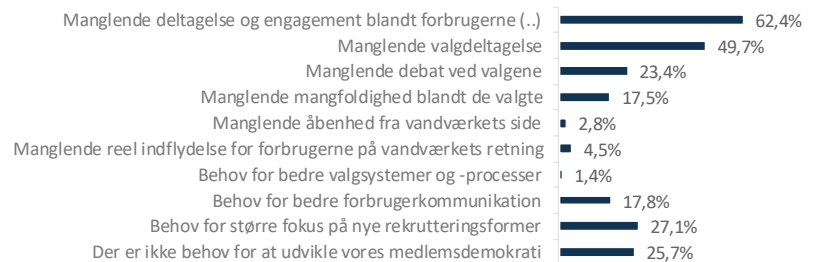 Manglende deltagelse og engagement blandt forbrugerne (..) 62,4%
Manglende valgdeltagelse 49,7%
Manglende debat ved valgene 23,4%
Manglende mangfoldighed blandt de valgte 17,5%
Manglende åbenhed fra vandværkets side 2,8%
Manglende reel indflydelse for forbrugerne på vandværkets retning 4,5%
Behov for bedre valgsystemer og -processer 1,4%
Behov for bedre forbrugerkommunikation 17,8%
Behov for større fokus på nye rekrutteringsformer 27,1%
Der er ikke behov for at udvikle vores medlemsdemokrati 25,7%